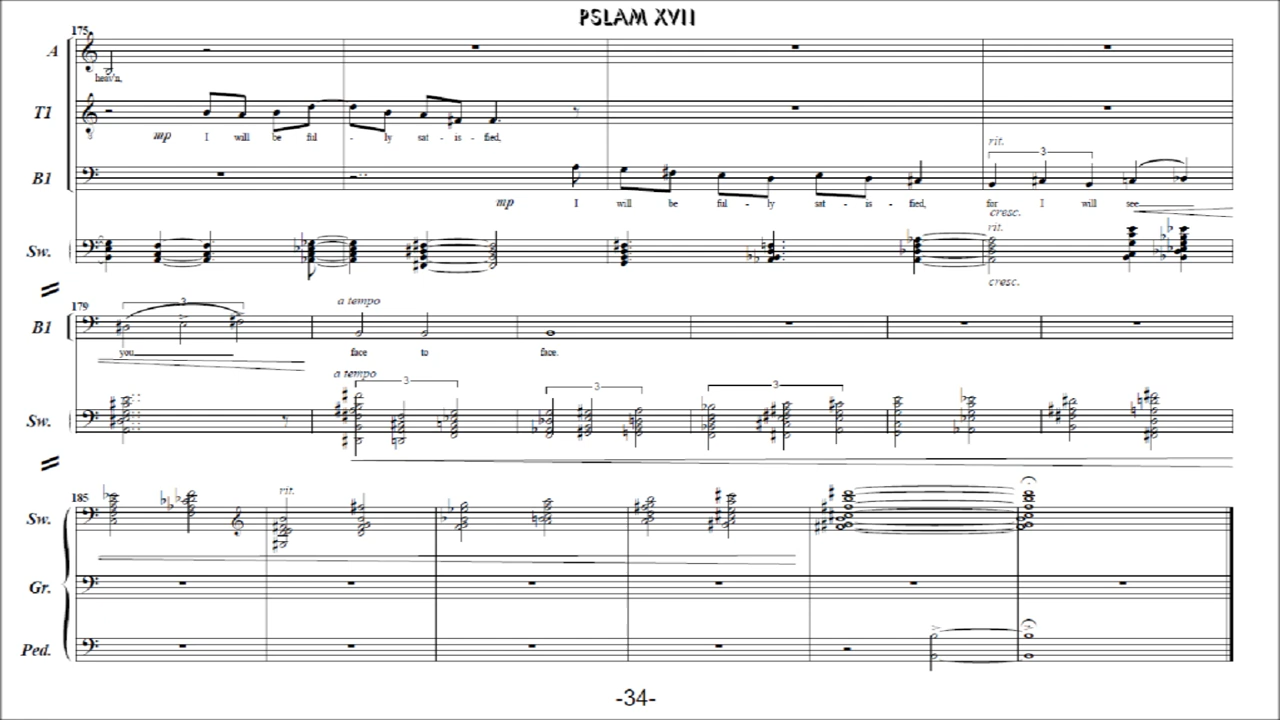 PSLAM XVII
175
A
heav'n,
T1
mp I will be ful - ly sat - is - fied,
rit.
3
B1
mp I will be ful - ly sat - is - fied, for I will see
cresc.
rit.
Sw.
cresc.
179
3
a tempo
B1
you face to face.
a tempo
3 3 3
Sw.
185
rit.
Sw.
Gr.
Ped.
-34-